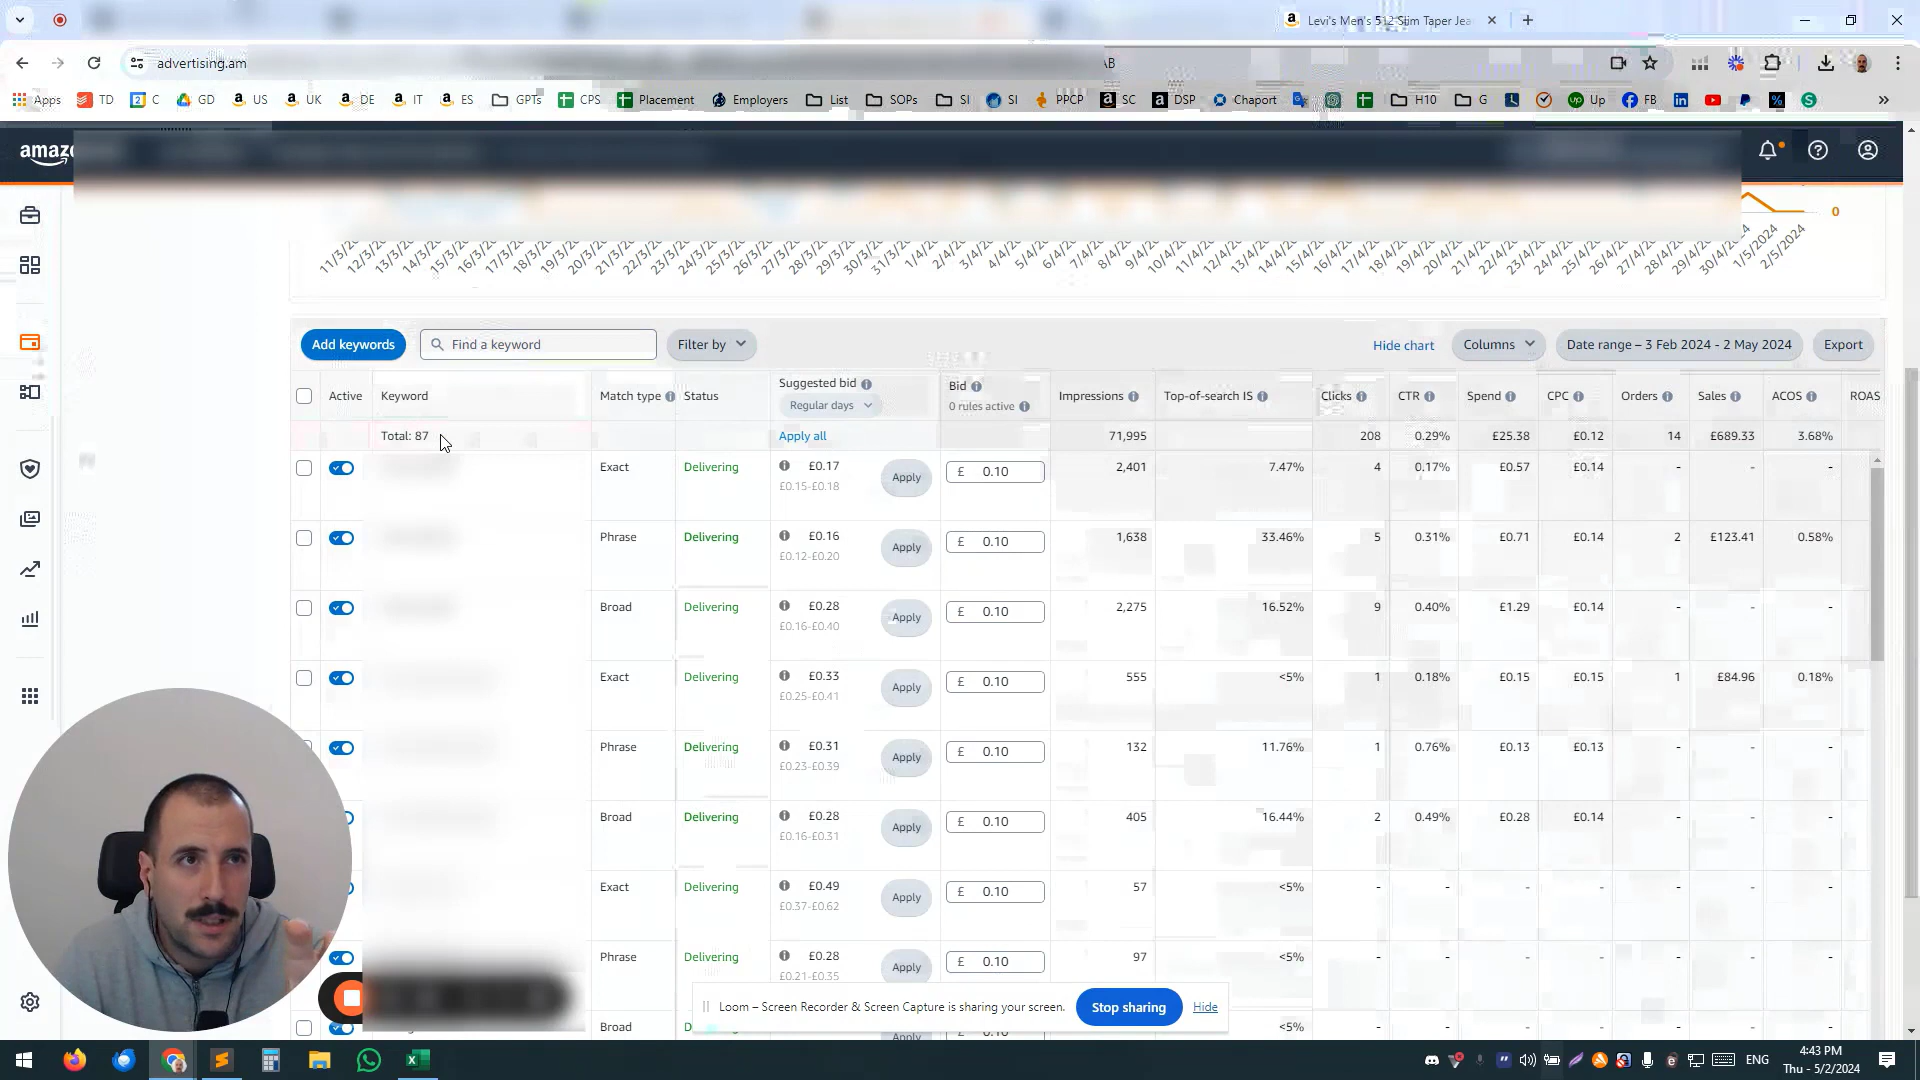 Levi's Men's 512 Slim Taper Jea
advertising.am
AB
Apps TD C GD US UK DE IT ES GPTs CPS Placement Employers List SOPs SI SI PPCP SC DSP Chaport H10 G Up FB
0
30/4/2024 1/5/2024 2/5/2024
Add keywords Find a keyword Filter by Hide chart Columns Date range – 3 Feb 2024 - 2 May 2024 Export
Active Keyword Match type Status Suggested bid Bid Impressions Top-of-search IS Clicks CTR Spend CPC Orders Sales ACOS ROAS
Regular days 0 rules active
Total: 87 Apply all 71,995 208 0.29% £25.38 £0.12 14 £689.33 3.68%
Exact Delivering £0.17 Apply £ 0.10 2,401 7.47% 4 0.17% £0.57 £0.14 - - -
£0.15-£0.18
Phrase Delivering £0.16 Apply £ 0.10 1,638 33.46% 5 0.31% £0.71 £0.14 2 £123.41 0.58%
£0.12-£0.20
Broad Delivering £0.28 Apply £ 0.10 2,275 16.52% 9 0.40% £1.29 £0.14 - - -
£0.16-£0.40
Exact Delivering £0.33 Apply £ 0.10 555 <5% 1 0.18% £0.15 £0.15 1 £84.96 0.18%
£0.25-£0.41
Phrase Delivering £0.31 Apply £ 0.10 132 11.76% 1 0.76% £0.13 £0.13 - - -
£0.23-£0.39
Broad Delivering £0.28 Apply £ 0.10 405 16.44% 2 0.49% £0.28 £0.14 - - -
£0.16-£0.31
Exact Delivering £0.49 Apply £ 0.10 57 <5% - - - - - - -
£0.37-£0.62
Phrase Delivering £0.28 Apply £ 0.10 97 <5% - - - - - - -
£0.21-£0.35
Loom – Screen Recorder & Screen Capture is sharing your screen. Stop sharing Hide
Broad <5% - - - - - - -
ENG 4:43 PM
Thu - 5/2/2024